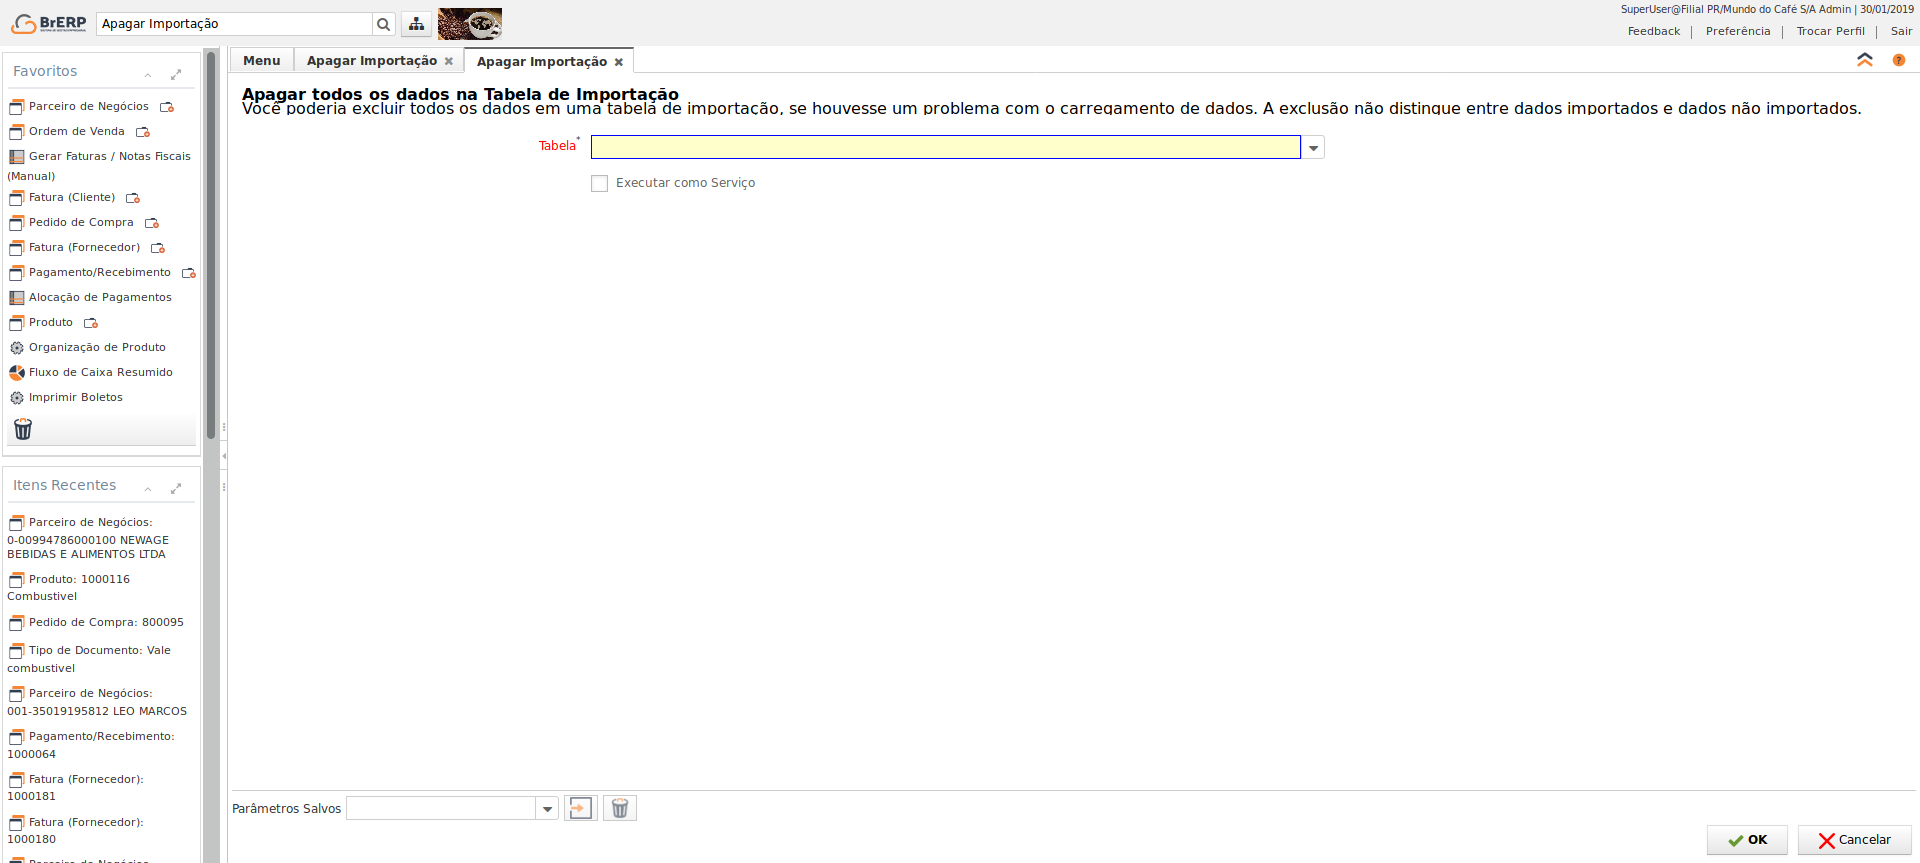 BrERP
Apagar Importação
SuperUser@Filial PR/Mundo do Café S/A Admin | 30/01/2019
Feedback | Preferência | Trocar Perfil | Sair
Menu
Apagar Importação
Apagar Importação
Favoritos
Parceiro de Negócios
Ordem de Venda
Gerar Faturas / Notas Fiscais
(Manual)
Fatura (Cliente)
Pedido de Compra
Fatura (Fornecedor)
Pagamento/Recebimento
Alocação de Pagamentos
Produto
Organização de Produto
Fluxo de Caixa Resumido
Imprimir Boletos
Itens Recentes
Parceiro de Negócios:
0-00994786000100 NEWAGE
BEBIDAS E ALIMENTOS LTDA
Produto: 1000116
Combustivel
Pedido de Compra: 800095
Tipo de Documento: Vale
combustivel
Parceiro de Negócios:
001-35019195812 LEO MARCOS
Pagamento/Recebimento:
1000064
Fatura (Fornecedor):
1000181
Fatura (Fornecedor):
1000180
Parceiro de Negócios
Apagar todos os dados na Tabela de Importação
Você poderia excluir todos os dados em uma tabela de importação, se houvesse um problema com o carregamento de dados. A exclusão não distingue entre dados importados e dados não importados.
Tabela*
Executar como Serviço
Parâmetros Salvos
OK
Cancelar